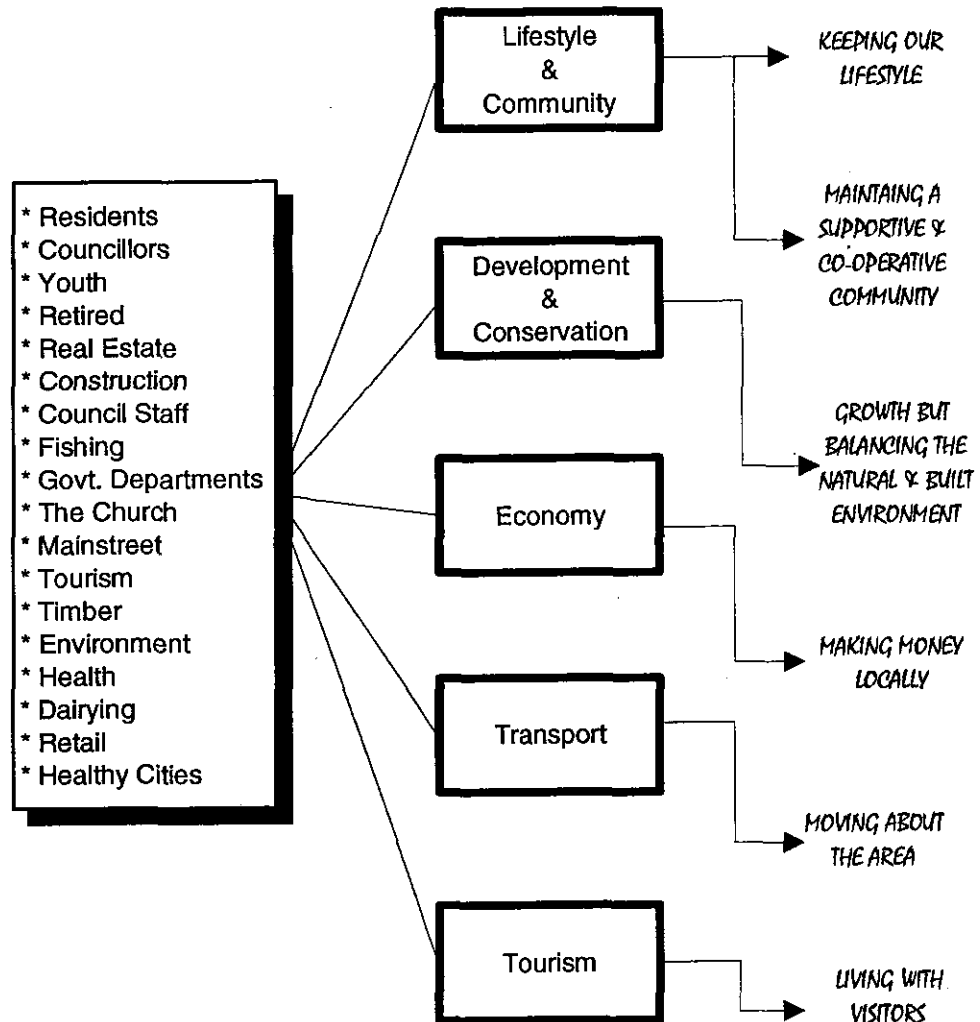 * Residents
* Councillors
* Youth
* Retired
* Real Estate
* Construction
* Council Staff
* Fishing
* Govt. Departments
* The Church
* Mainstreet
* Tourism
* Timber
* Environment
* Health
* Dairying
* Retail
* Healthy Cities
Lifestyle
&
Community
Development
&
Conservation
Economy
Transport
Tourism
KEEPING OUR
LIFESTYLE
MAINTAING A
SUPPORTIVE &
CO-OPERATIVE
COMMUNITY
GROWTH BUT
BALANCING THE
NATURAL & BUILT
ENVIRONMENT
MAKING MONEY
LOCALLY
MOVING ABOUT
THE AREA
LIVING WITH
VISITORS